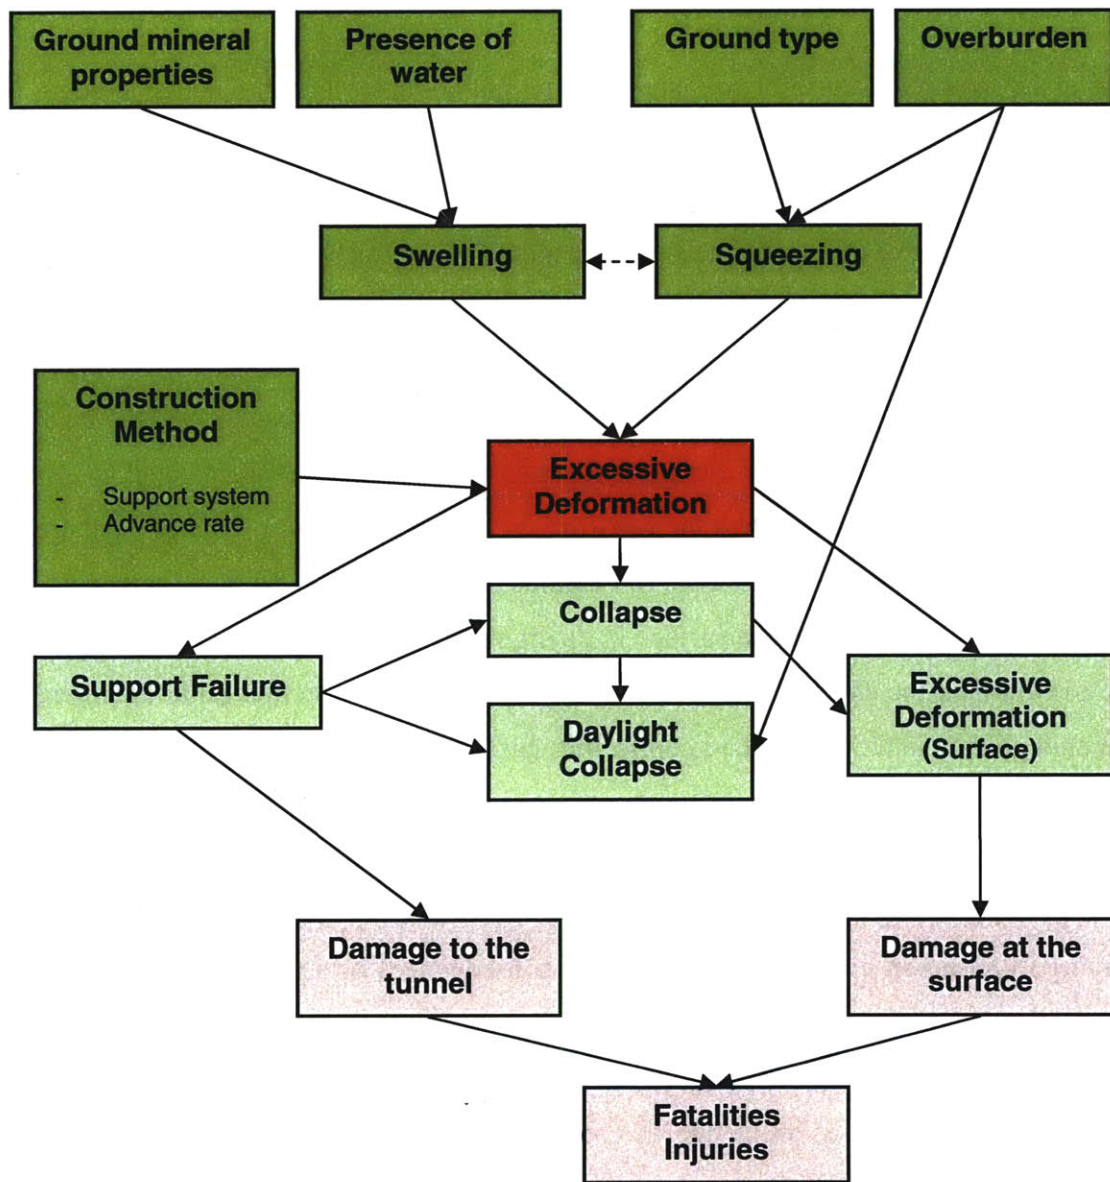 Ground mineral
properties
Presence of
water
Ground type
Overburden
Swelling
Squeezing
Construction
Method
- Support system
- Advance rate
Excessive
Deformation
Collapse
Support Failure
Daylight
Collapse
Excessive
Deformation
(Surface)
Damage to the
tunnel
Damage at the
surface
Fatalities
Injuries